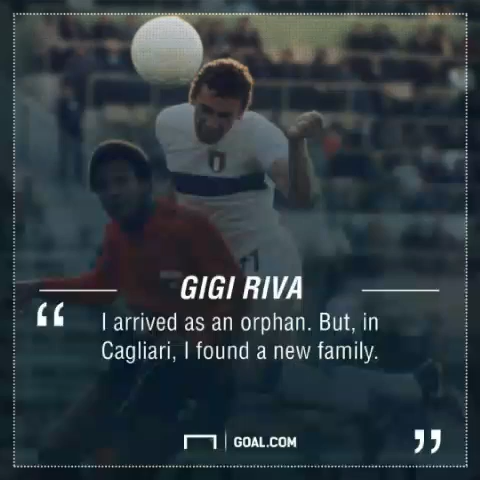 GIGI RIVA
“ I arrived as an orphan. But, in
Cagliari, I found a new family.
”
GOAL.COM